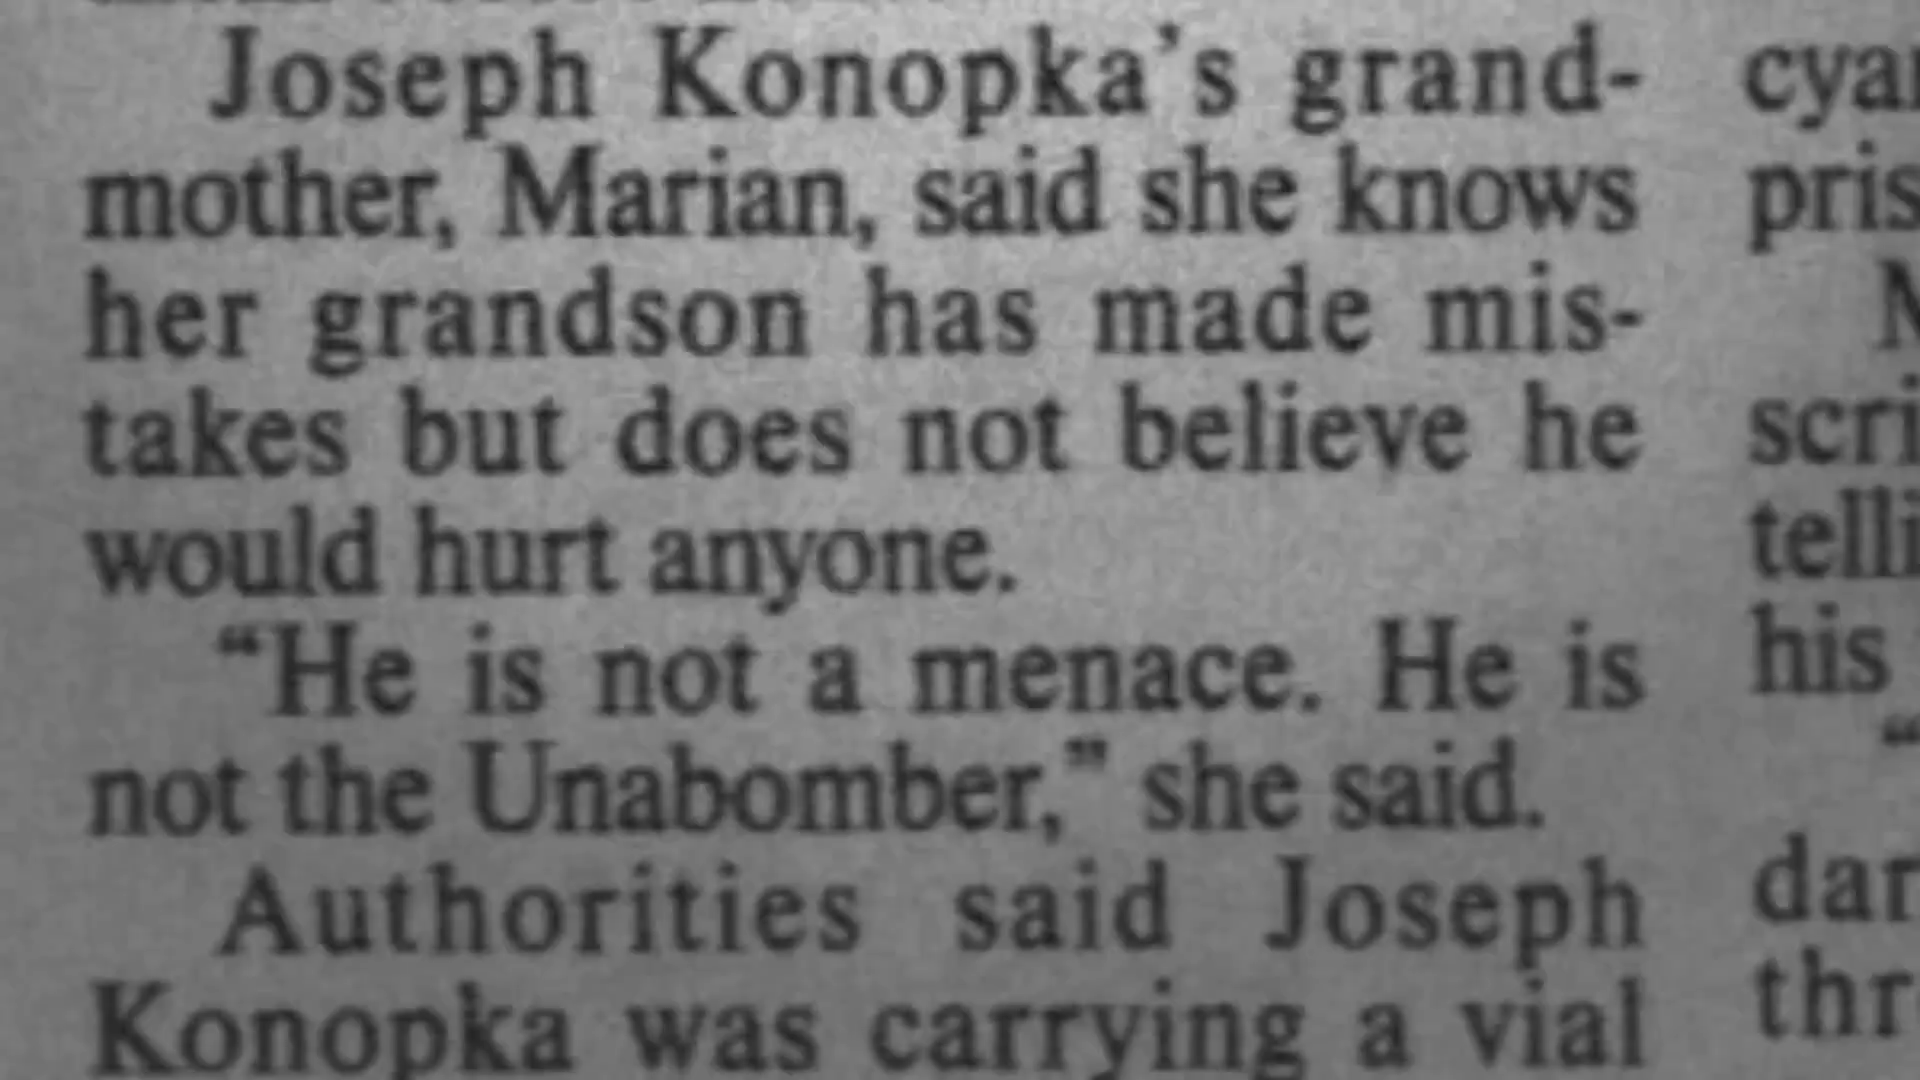 Joseph Konopka's grand-
mother, Marian, said she knows
her grandson has made mis-
takes but does not believe he
would hurt anyone.
“He is not a menace. He is
not the Unabomber,” she said.
Authorities said Joseph
Konopka was carrying a vial
his
“